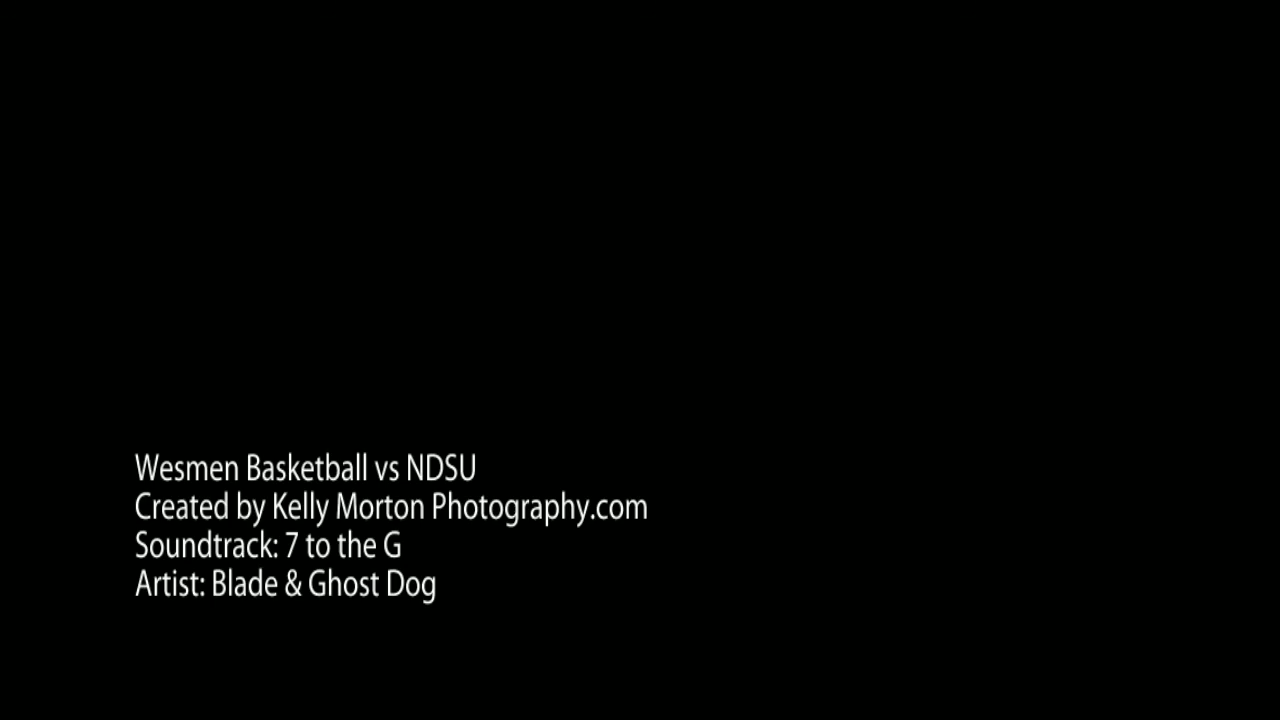 Wesmen Basketball vs NDSU
Created by Kelly Morton Photography.com
Soundtrack: 7 to the G
Artist: Blade & Ghost Dog